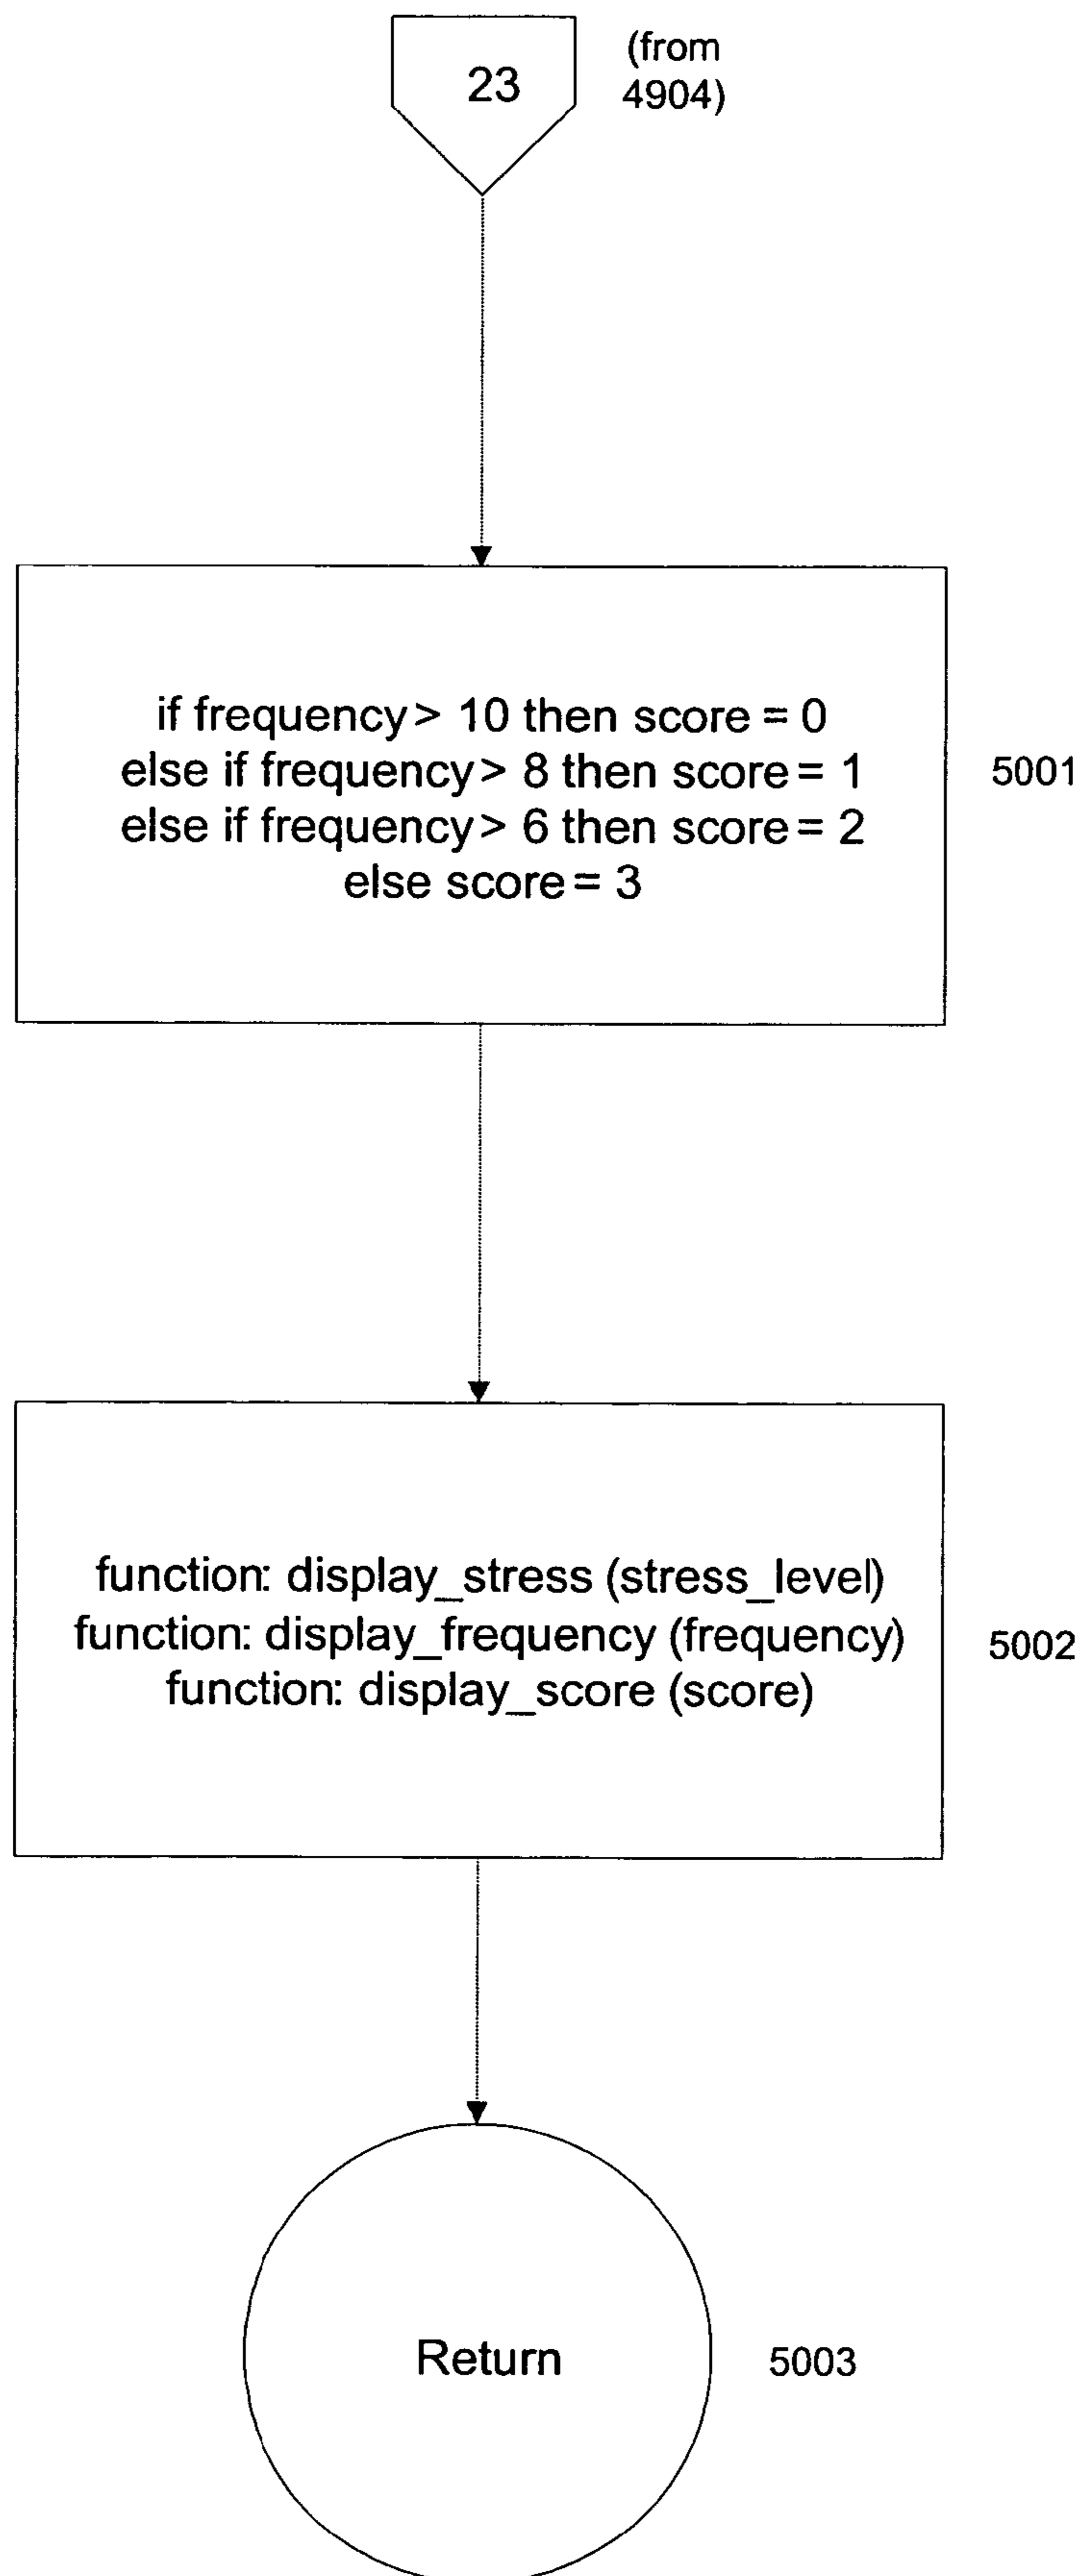 23
(from
4904)
if frequency > 10 then score = 0
else if frequency > 8 then score = 1
else if frequency > 6 then score = 2
else score = 3
5001
function: display_stress (stress_level)
function: display_frequency (frequency)
function: display_score (score)
5002
Return
5003